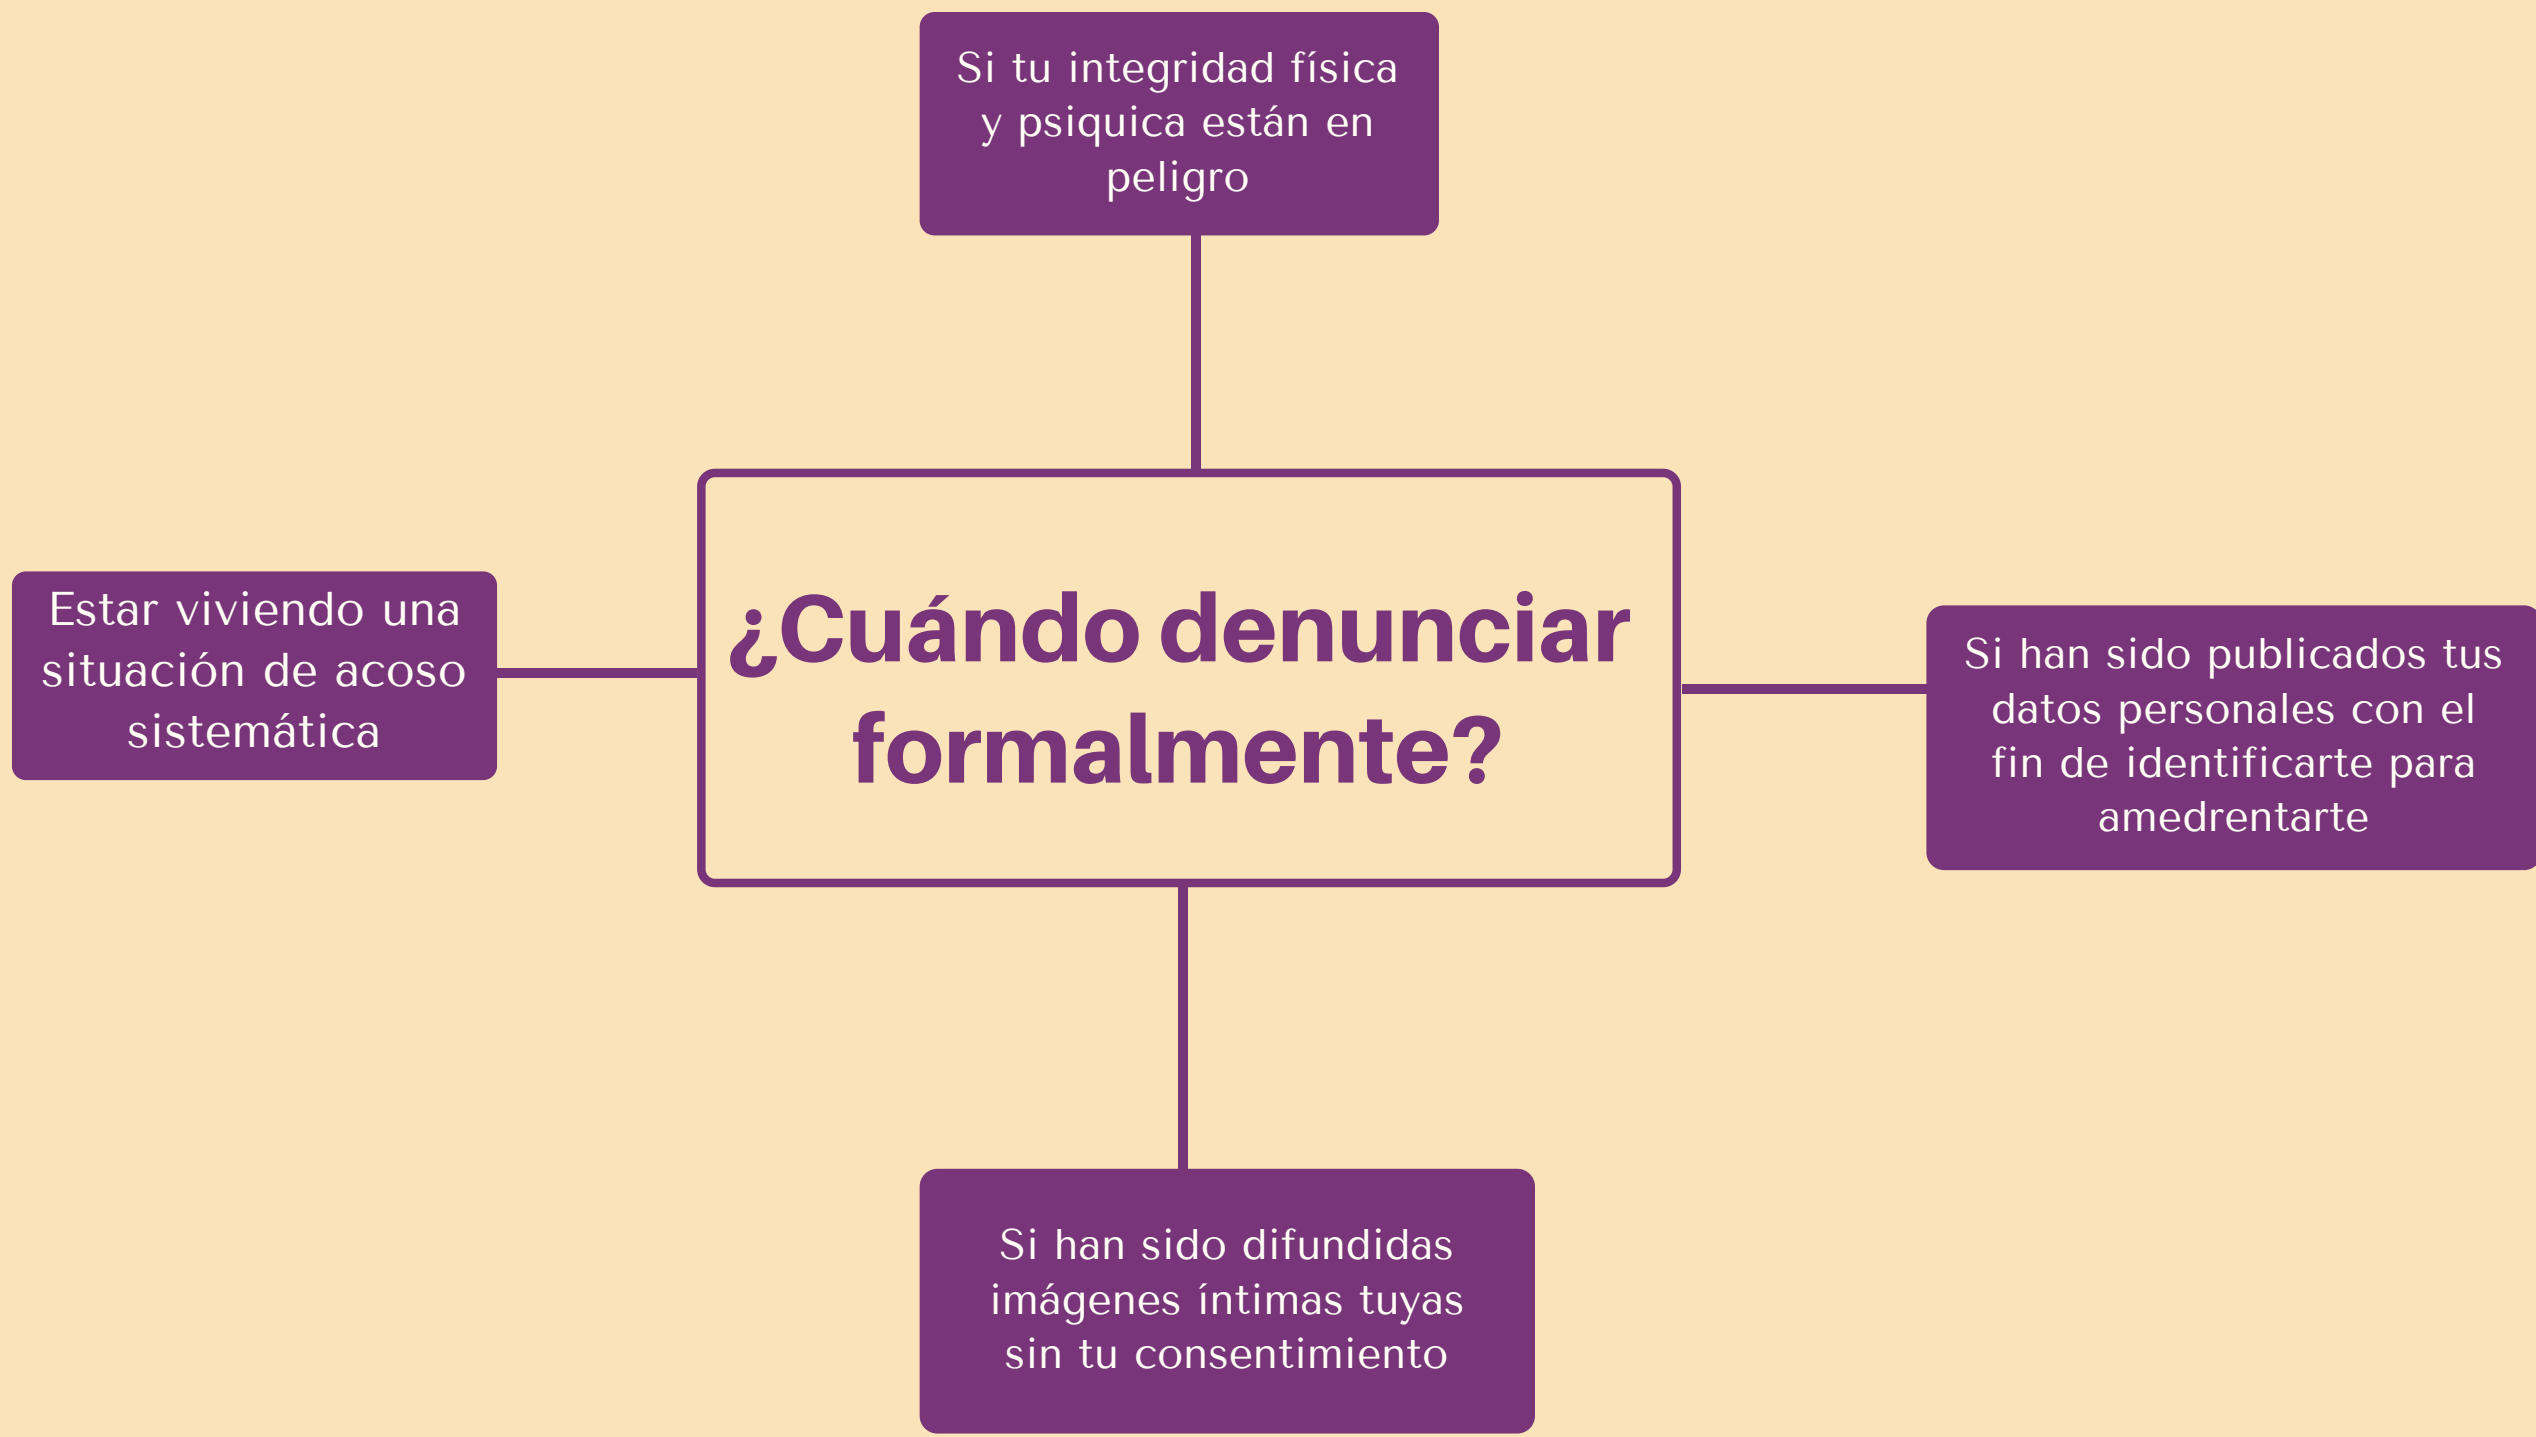 Si tu integridad física
y psiquica están en
peligro
Estar viviendo una
situación de acoso
sistemática
¿Cuándo denunciar
formalmente?
Si han sido publicados tus
datos personales con el
fin de identificarte para
amedrentarte
Si han sido difundidas
imágenes íntimas tuyas
sin tu consentimiento